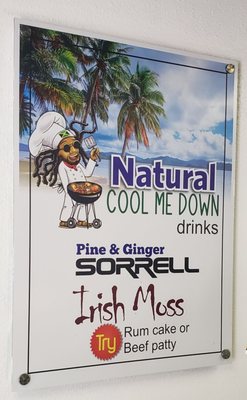 Natural
COOL ME DOWN
drinks
Pine & Ginger
SORRELL
Irish Moss
Try
Rum cake or
Beef patty